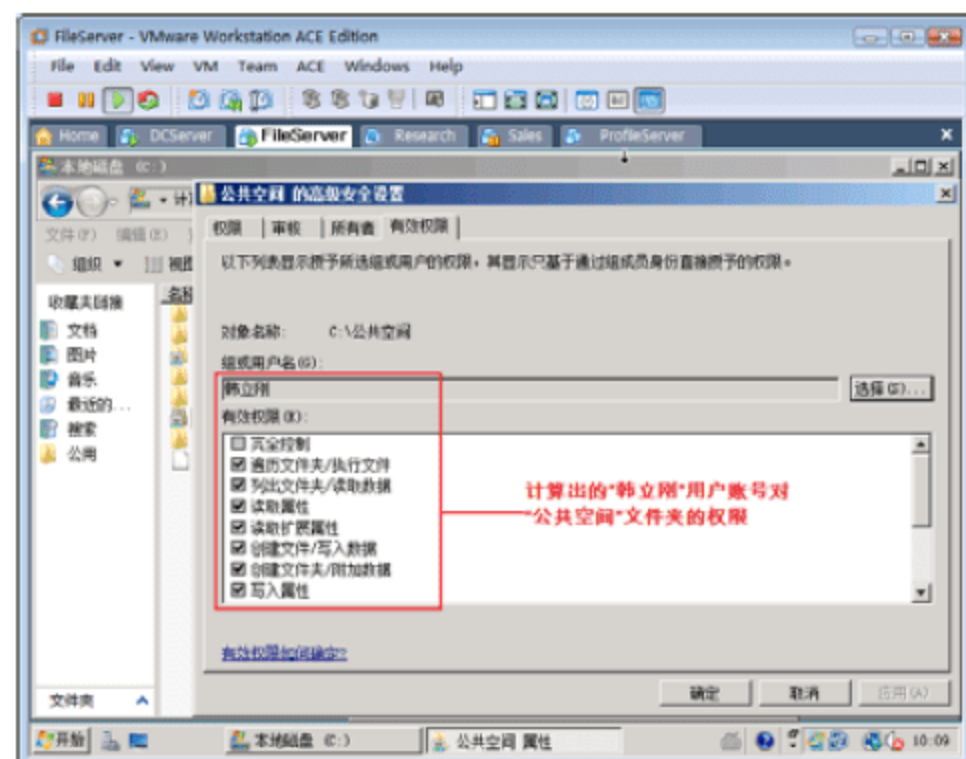 FileServer - VMware Workstation ACE Edition
File Edit View VM Team ACE Windows Help
Home DCServer FileServer Research Sales ProfileServer
本地磁盘 (C:)
公共空间 的高级安全设置
文件(F) 编辑(E)
权限 审核 所有者 有效权限
组织
以下列表显示授予所选组或用户的权限，其显示只基于通过组成员身份直接授予的权限。
收藏夹链接
文档
图片
音乐
最近的...
搜索
公用
对象名称: C:\公共空间
组或用户名(G):
韩立刚
选择(S)...
有效权限(E):
完全控制
遍历文件夹/执行文件
列出文件夹/读取数据
读取属性
读取扩展属性
创建文件/写入数据
创建文件夹/附加数据
写入属性
计算出的"韩立刚"用户账号对
"公共空间"文件夹的权限
有效权限如何确定?
文件夹
确定 取消 应用(A)
开始 本地磁盘 (C:) 公共空间 属性 10:09